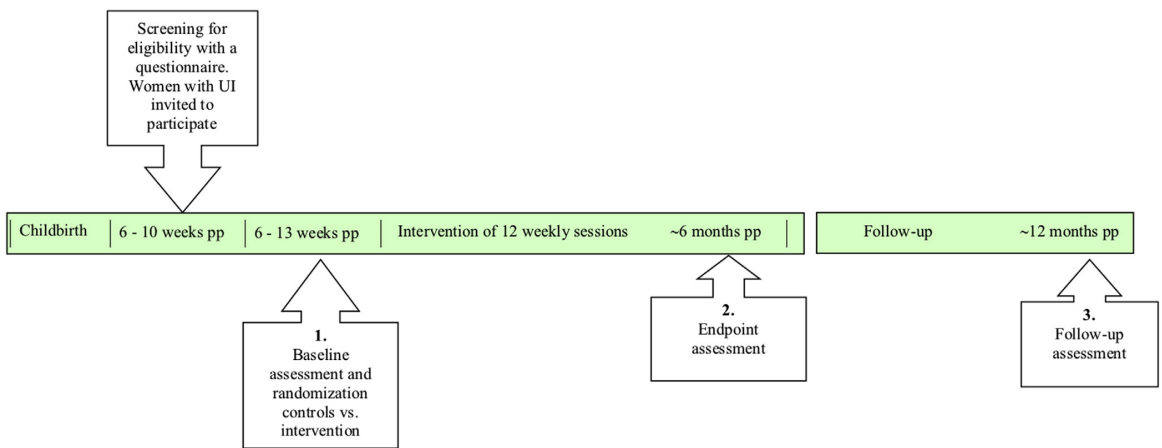 Screening for
eligibility with a
questionnaire.
Women with UI
invited to
participate
Childbirth
6 - 10 weeks pp
6 - 13 weeks pp
Intervention of 12 weekly sessions
~6 months pp
Follow-up
~12 months pp
1.
Baseline
assessment and
randomization
controls vs.
intervention
2.
Endpoint
assessment
3.
Follow-up
assessment